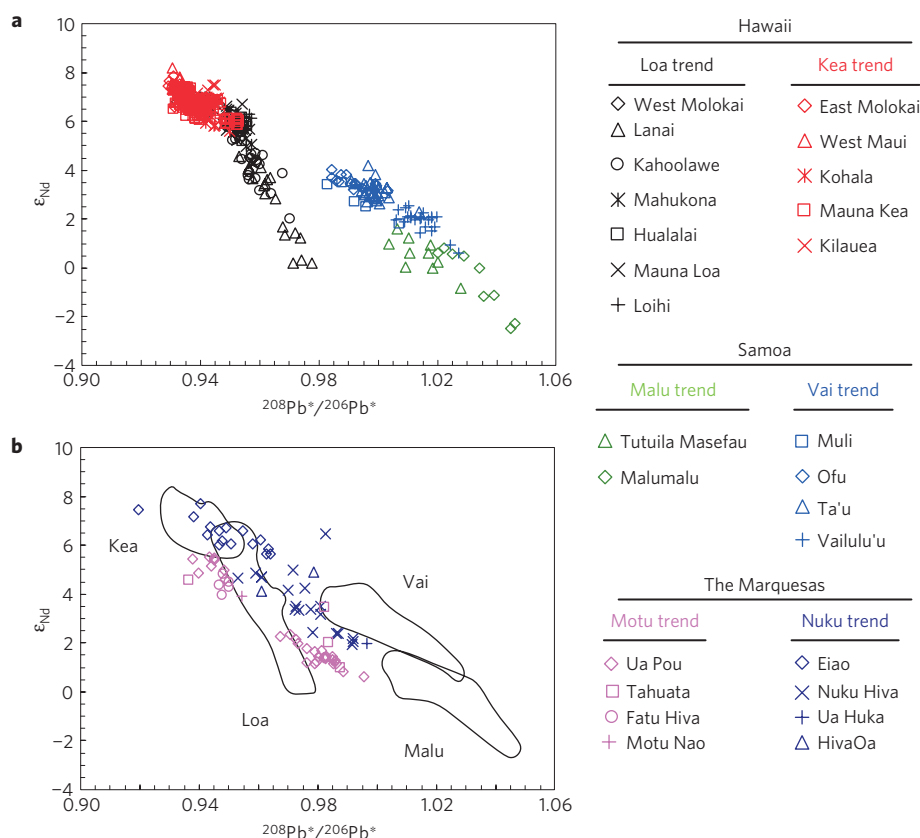 a
10
8
6
4
2
0
−2
−4
εNd
0.90
0.94
0.98
1.02
1.06
²⁰⁸Pb*/²⁰⁶Pb*
b
10
8
6
4
2
0
−2
−4
εNd
Kea
Loa
Vai
Malu
0.90
0.94
0.98
1.02
1.06
²⁰⁸Pb*/²⁰⁶Pb*
Hawaii
Loa trend
West Molokai
Lanai
Kahoolawe
Mahukona
Hualalai
Mauna Loa
Loihi
Kea trend
East Molokai
West Maui
Kohala
Mauna Kea
Kilauea
Samoa
Malu trend
Tutuila Masefau
Malumalu
Vai trend
Muli
Ofu
Ta'u
Vailulu'u
The Marquesas
Motu trend
Ua Pou
Tahuata
Fatu Hiva
Motu Nao
Nuku trend
Eiao
Nuku Hiva
Ua Huka
HivaOa